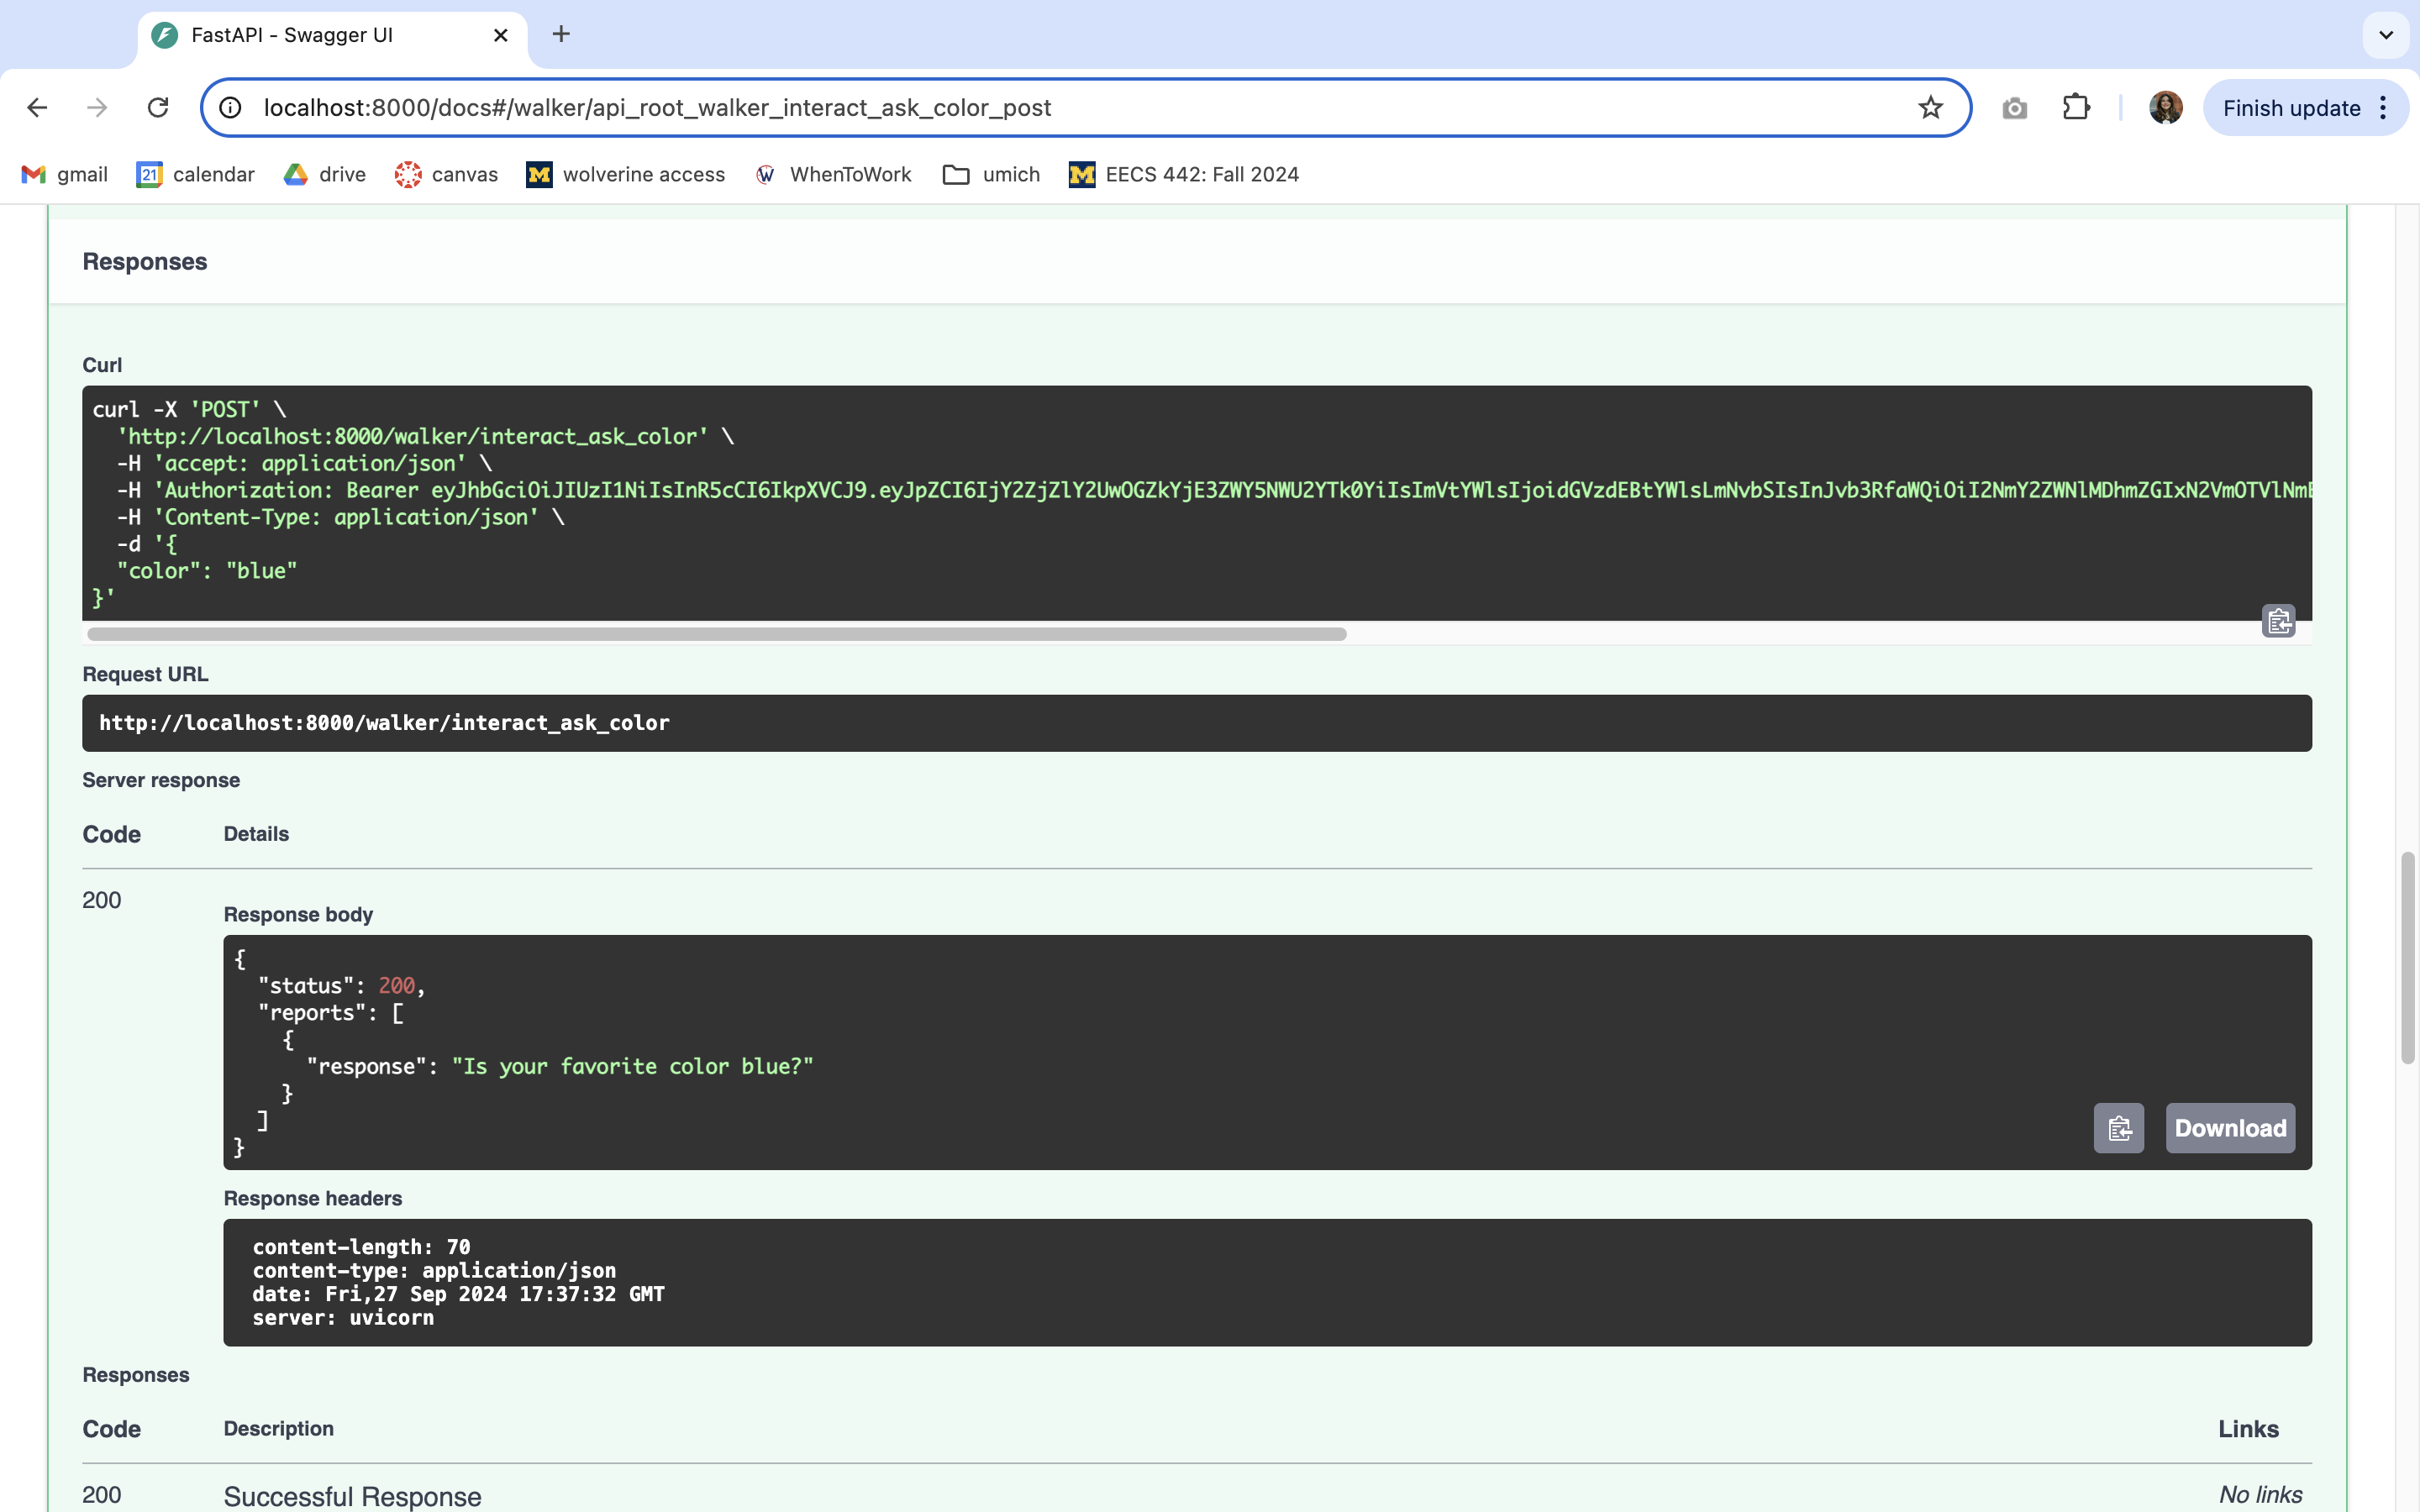 FastAPI - Swagger UI
localhost:8000/docs#/walker/api_root_walker_interact_ask_color_post
Finish update
gmail
21
calendar
drive
canvas
wolverine access
WhenToWork
umich
EECS 442: Fall 2024
Responses
Curl
curl -X 'POST' \
'http://localhost:8000/walker/interact_ask_color' \
-H 'accept: application/json' \
-H 'Authorization: Bearer eyJhbGciOiJIUzI1NiIsInR5cCI6IkpXVCJ9.eyJpZCI6IjY2ZjZlY2UwOGZkYjE3ZWY5NWU2YTk0YiIsImVtYWlsIjoidGVzdEBtYWlsLmNvbSIsInJvb3RfaWQiOiI2NmY2ZWNlMDhmZGIxN2VmOTVlNm
-H 'Content-Type: application/json' \
-d '{
"color": "blue"
}'
Request URL
http://localhost:8000/walker/interact_ask_color
Server response
Code Details
200
Response body
{
"status": 200,
"reports": [
{
"response": "Is your favorite color blue?"
}
]
}
Download
Response headers
content-length: 70
content-type: application/json
date: Fri,27 Sep 2024 17:37:32 GMT
server: uvicorn
Responses
Code Description Links
200 Successful Response No links